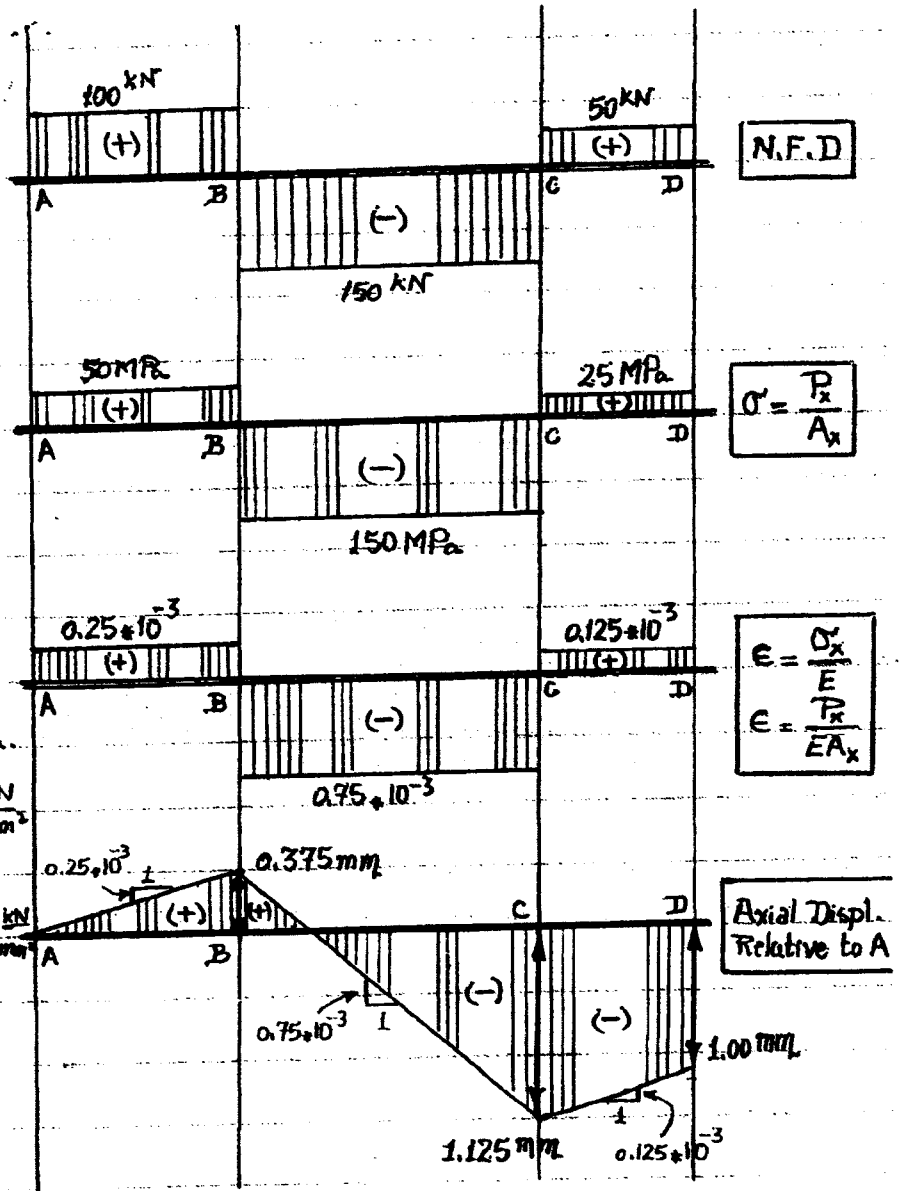 100 kN
50 kN
(+)
(+)
N.F.D
A
B
C
D
(-)
150 kN
50 MPa
25 MPa
(+)
(+)
σ = Px / Ax
A
B
C
D
(-)
150 MPa
0.25*10^-3
0.125*10^-3
(+)
(+)
ϵ = σx / E
ϵ = Px / EAx
A
B
C
D
(-)
0.75*10^-3
0.25*10^-3
1
0.375 mm
(+)
(+)
C
D
Axial Displ.
Relative to A
kN
A
B
(-)
(-)
0.75*10^-3
1
1.00 mm
1
1.125 mm
0.125*10^-3